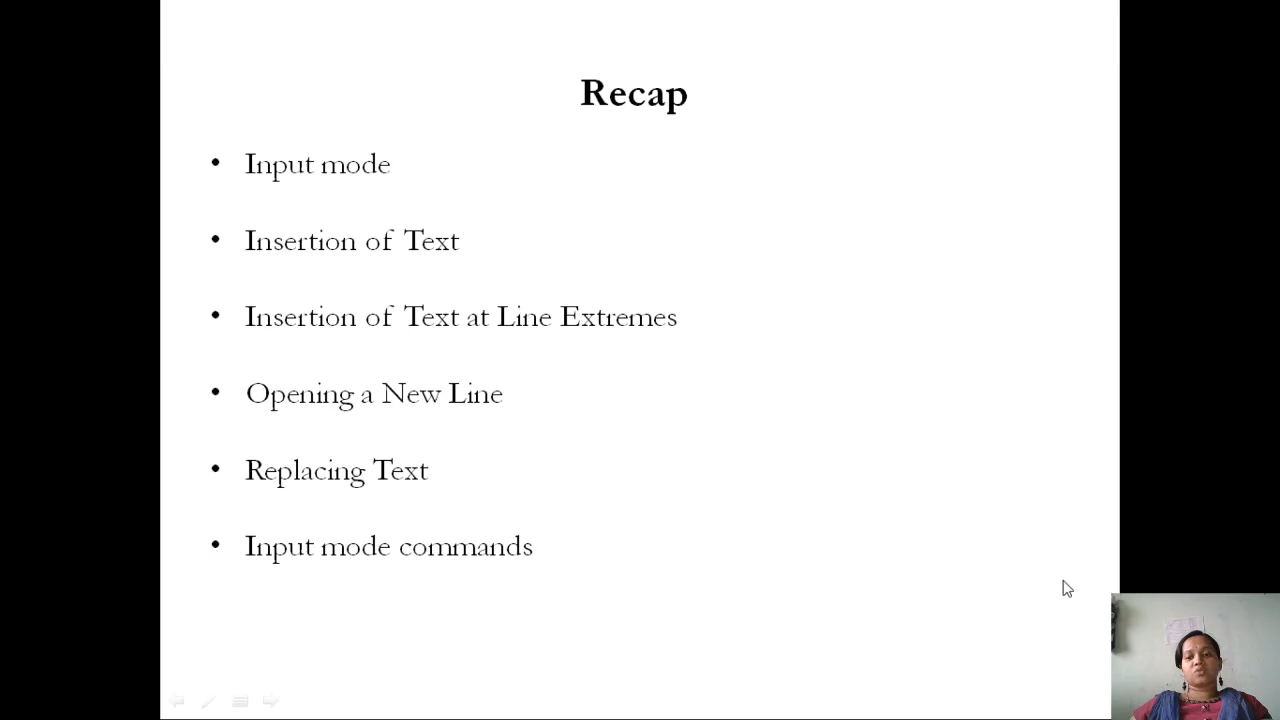 Recap
• Input mode
• Insertion of Text
• Insertion of Text at Line Extremes
• Opening a New Line
• Replacing Text
• Input mode commands